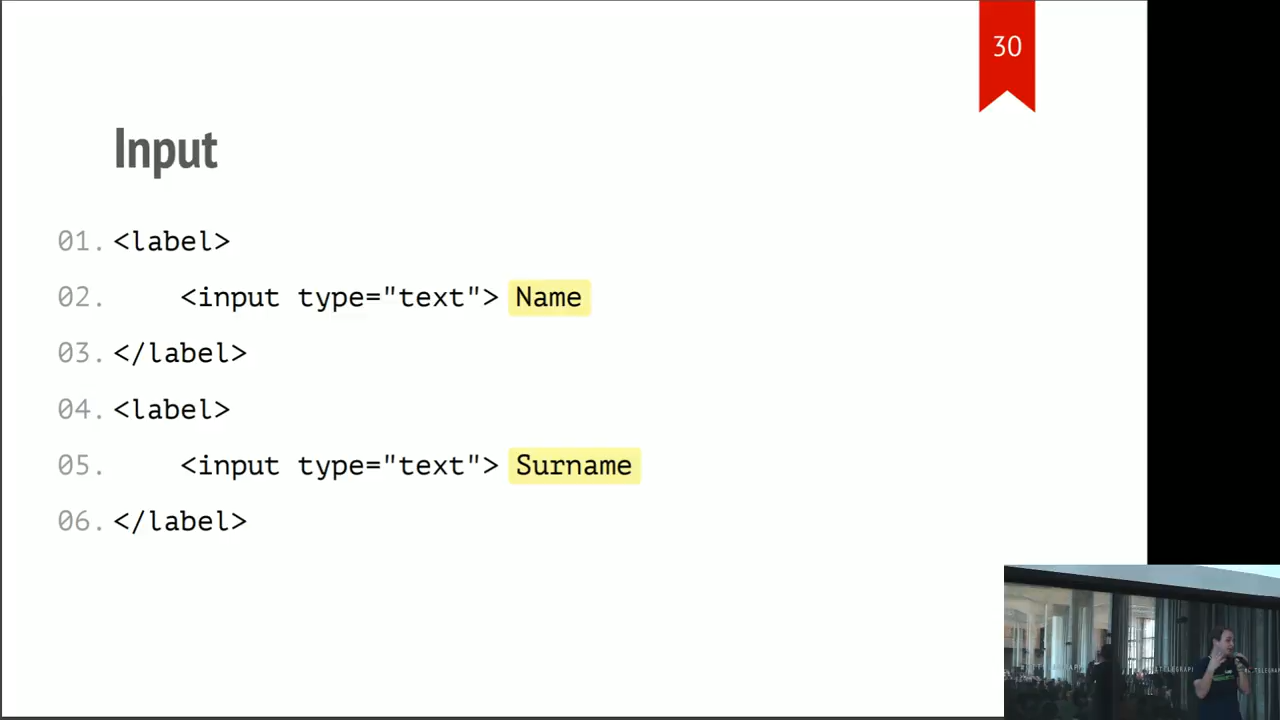 30
Input
01. <label>
02.     <input type="text"> Name
03. </label>
04. <label>
05.     <input type="text"> Surname
06. </label>